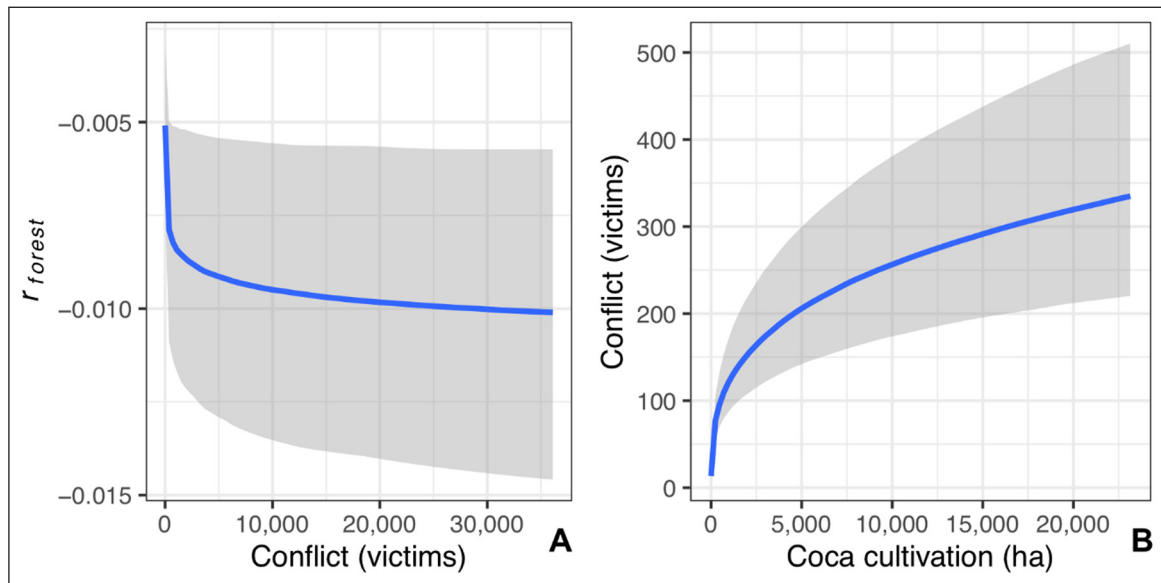 r forest
−0.005
−0.010
−0.015
0 10,000 20,000 30,000
Conflict (victims)
A
Conflict (victims)
500
400
300
200
100
0
0 5,000 10,000 15,000 20,000
Coca cultivation (ha)
B